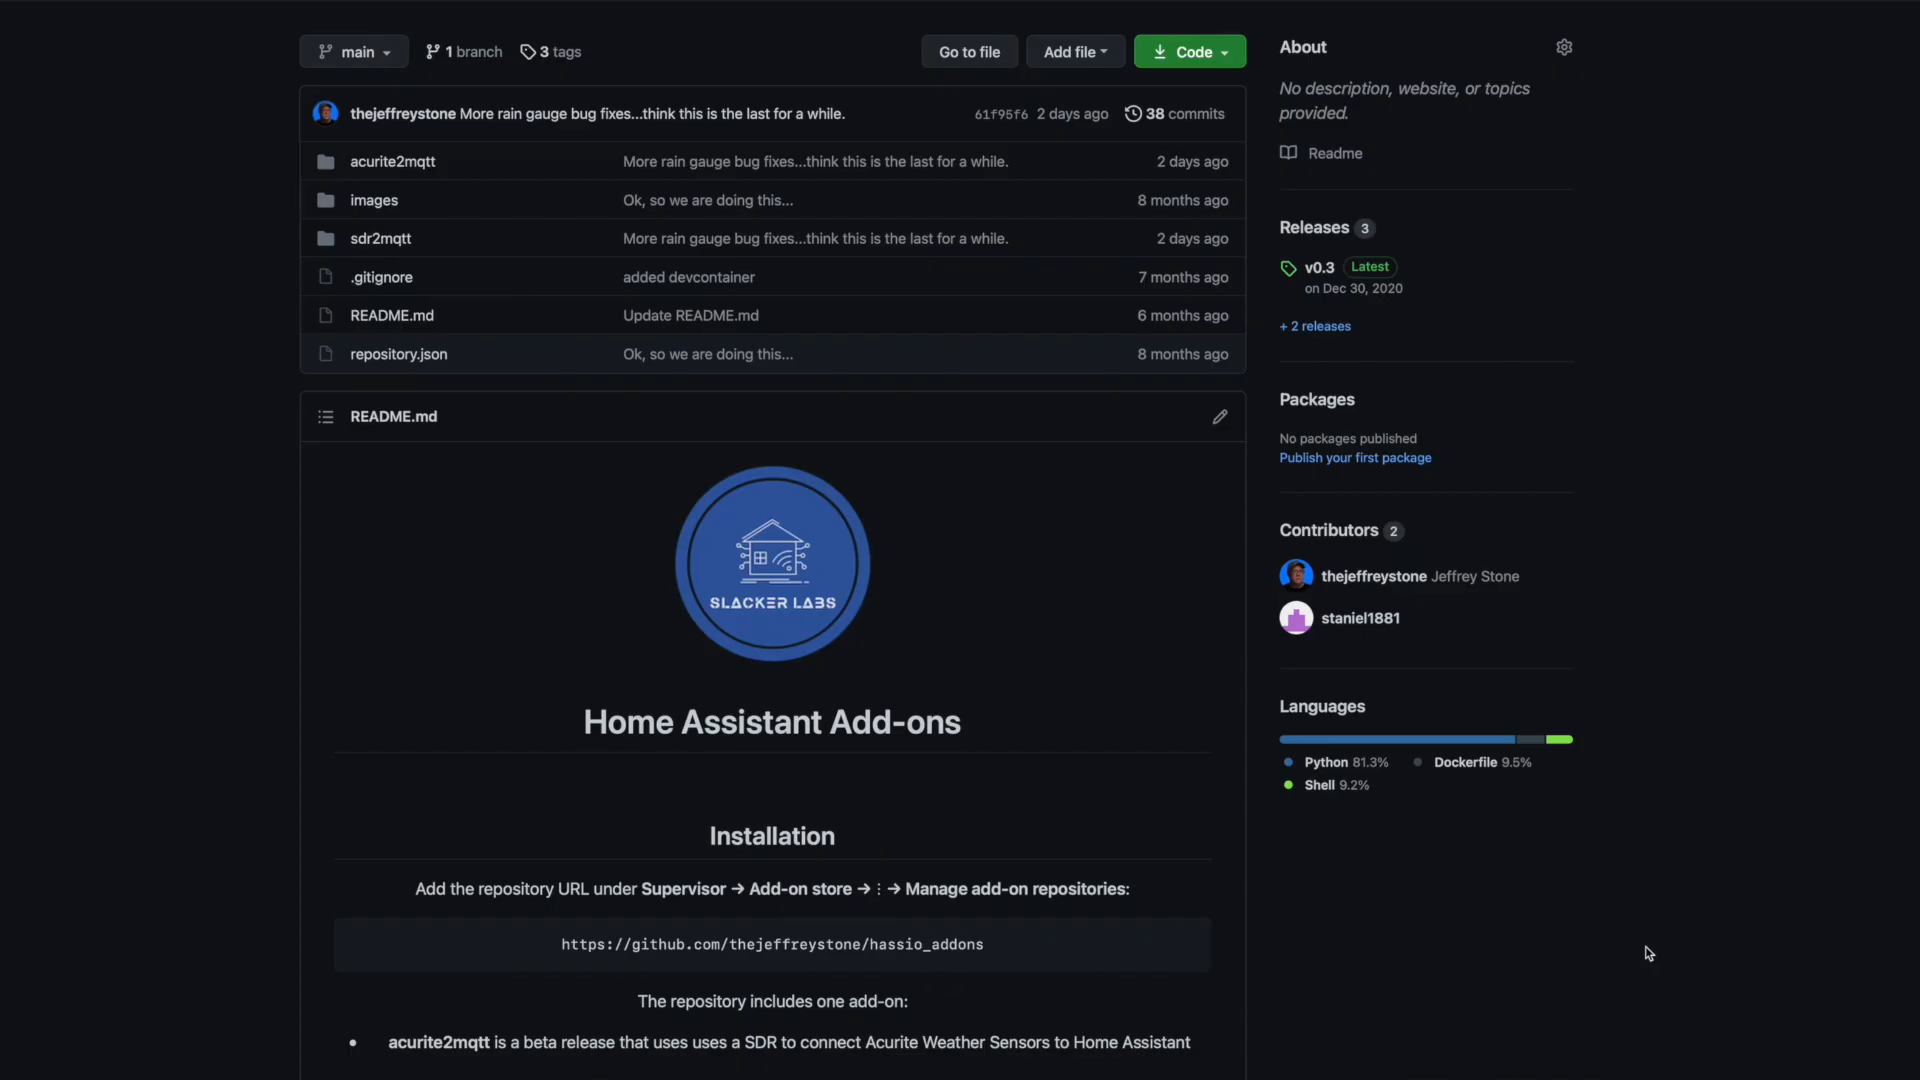 main
1 branch
3 tags
Go to file
Add file
Code
thejeffreystone More rain gauge bug fixes...think this is the last for a while.
61f95f6 2 days ago
38 commits
acurite2mqtt
More rain gauge bug fixes...think this is the last for a while.
2 days ago
images
Ok, so we are doing this...
8 months ago
sdr2mqtt
More rain gauge bug fixes...think this is the last for a while.
2 days ago
.gitignore
added devcontainer
7 months ago
README.md
Update README.md
6 months ago
repository.json
Ok, so we are doing this...
8 months ago
README.md
SLACKER LABS
Home Assistant Add-ons
Installation
Add the repository URL under Supervisor → Add-on store → ⋮ → Manage add-on repositories:
https://github.com/thejeffreystone/hassio_addons
The repository includes one add-on:
• acurite2mqtt is a beta release that uses uses a SDR to connect Acurite Weather Sensors to Home Assistant
About
No description, website, or topics
provided.
Readme
Releases 3
v0.3 Latest
on Dec 30, 2020
+ 2 releases
Packages
No packages published
Publish your first package
Contributors 2
thejeffreystone Jeffrey Stone
staniel1881
Languages
Python 81.3%
Dockerfile 9.5%
Shell 9.2%